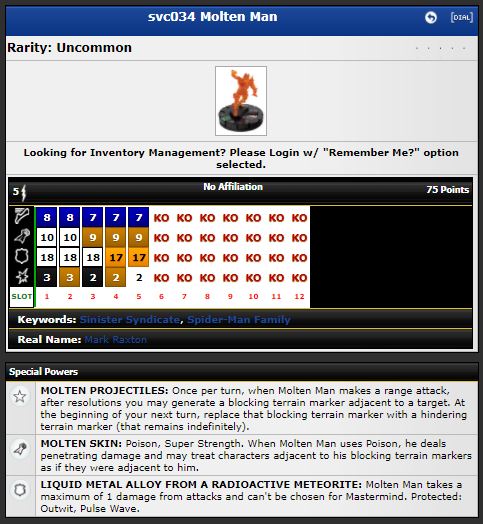 svc034 Molten Man
[DIAL]
Rarity: Uncommon
· · · · ·
Looking for Inventory Management? Please Login w/ "Remember Me?" option
selected.
5
No Affiliation
75 Points
8 8 7 7 7 KO KO KO KO KO KO KO
10 10 9 9 9 KO KO KO KO KO KO KO
18 18 18 17 17 KO KO KO KO KO KO KO
3 3 2 2 2 KO KO KO KO KO KO KO
SLOT 1 2 3 4 5 6 7 8 9 10 11 12
Keywords: Sinister Syndicate, Spider-Man Family
Real Name: Mark Raxton
Special Powers
MOLTEN PROJECTILES: Once per turn, when Molten Man makes a range attack,
after resolutions you may generate a blocking terrain marker adjacent to a target. At
the beginning of your next turn, replace that blocking terrain marker with a hindering
terrain marker (that remains indefinitely).
MOLTEN SKIN: Poison, Super Strength. When Molten Man uses Poison, he deals
penetrating damage and may treat characters adjacent to his blocking terrain markers
as if they were adjacent to him.
LIQUID METAL ALLOY FROM A RADIOACTIVE METEORITE: Molten Man takes a
maximum of 1 damage from attacks and can't be chosen for Mastermind. Protected:
Outwit, Pulse Wave.